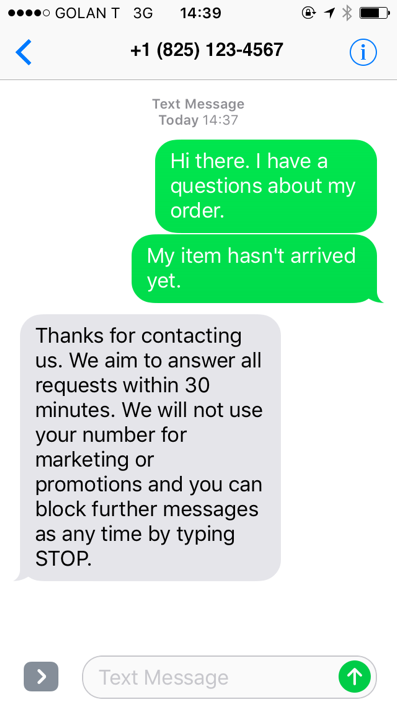 GOLAN T 3G 14:39
+1 (825) 123-4567
Text Message
Today 14:37
Hi there. I have a
questions about my
order.
My item hasn't arrived
yet.
Thanks for contacting
us. We aim to answer all
requests within 30
minutes. We will not use
your number for
marketing or
promotions and you can
block further messages
as any time by typing
STOP.
Text Message